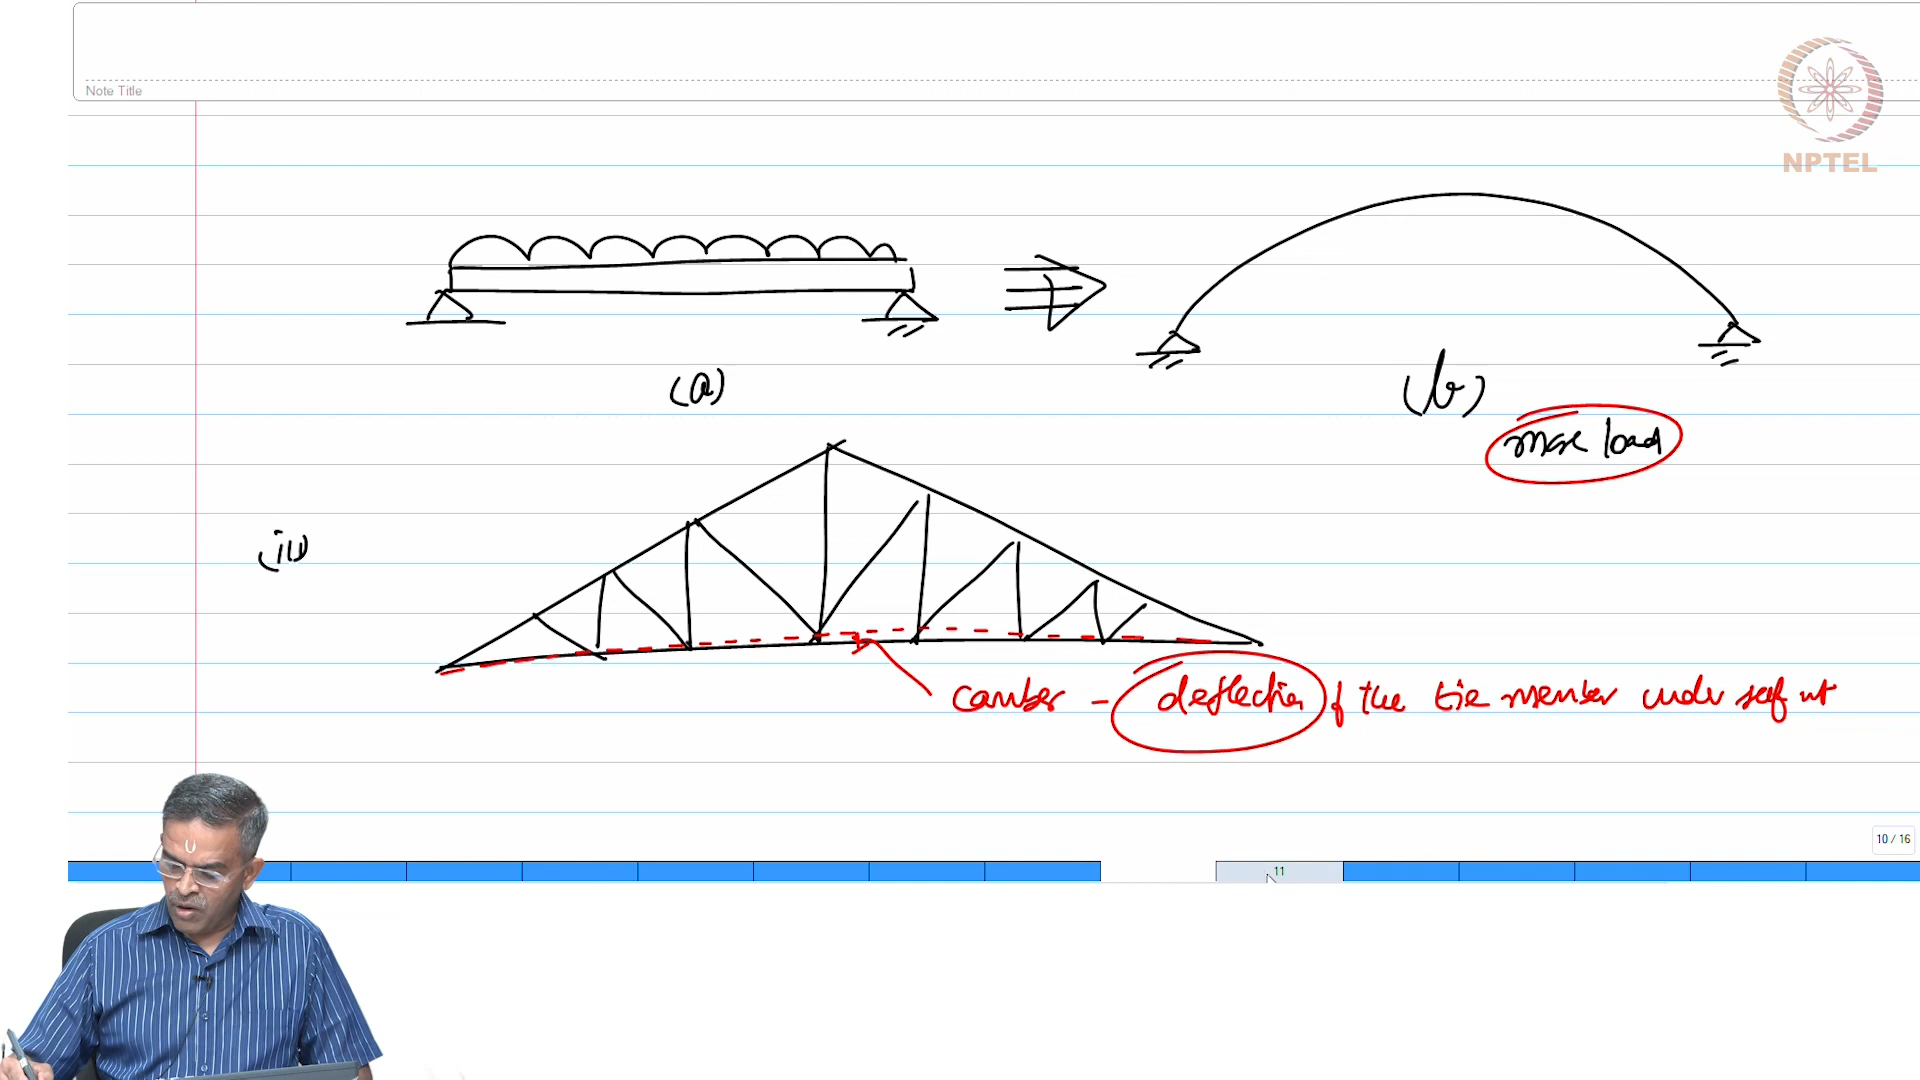 Note Title
NPTEL
(a)
(b)
max load
(ii)
camber - deflection of the tie member under self wt
10 / 16
11